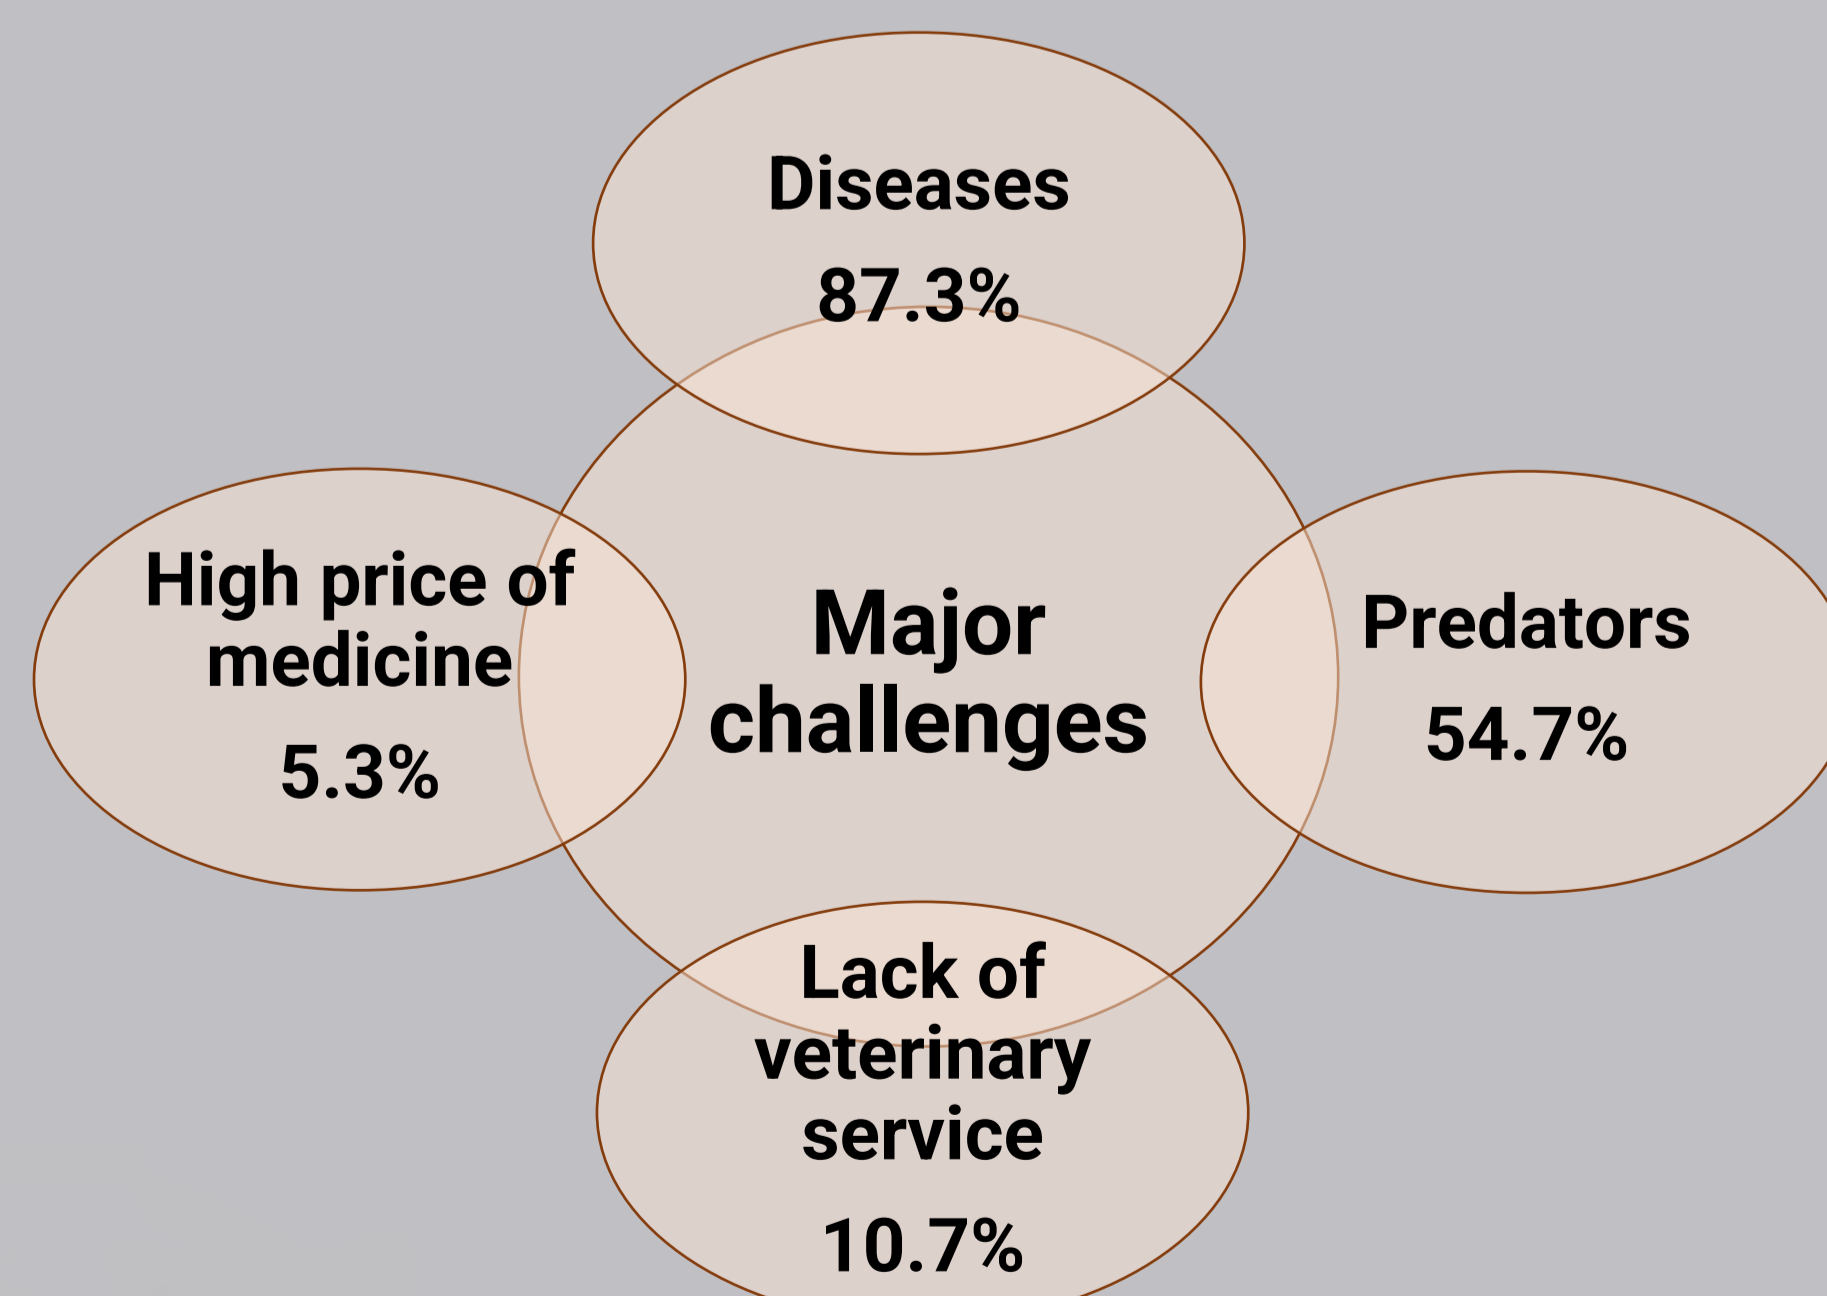 Diseases
87.3%
High price of
medicine
5.3%
Major
challenges
Predators
54.7%
Lack of
veterinary
service
10.7%